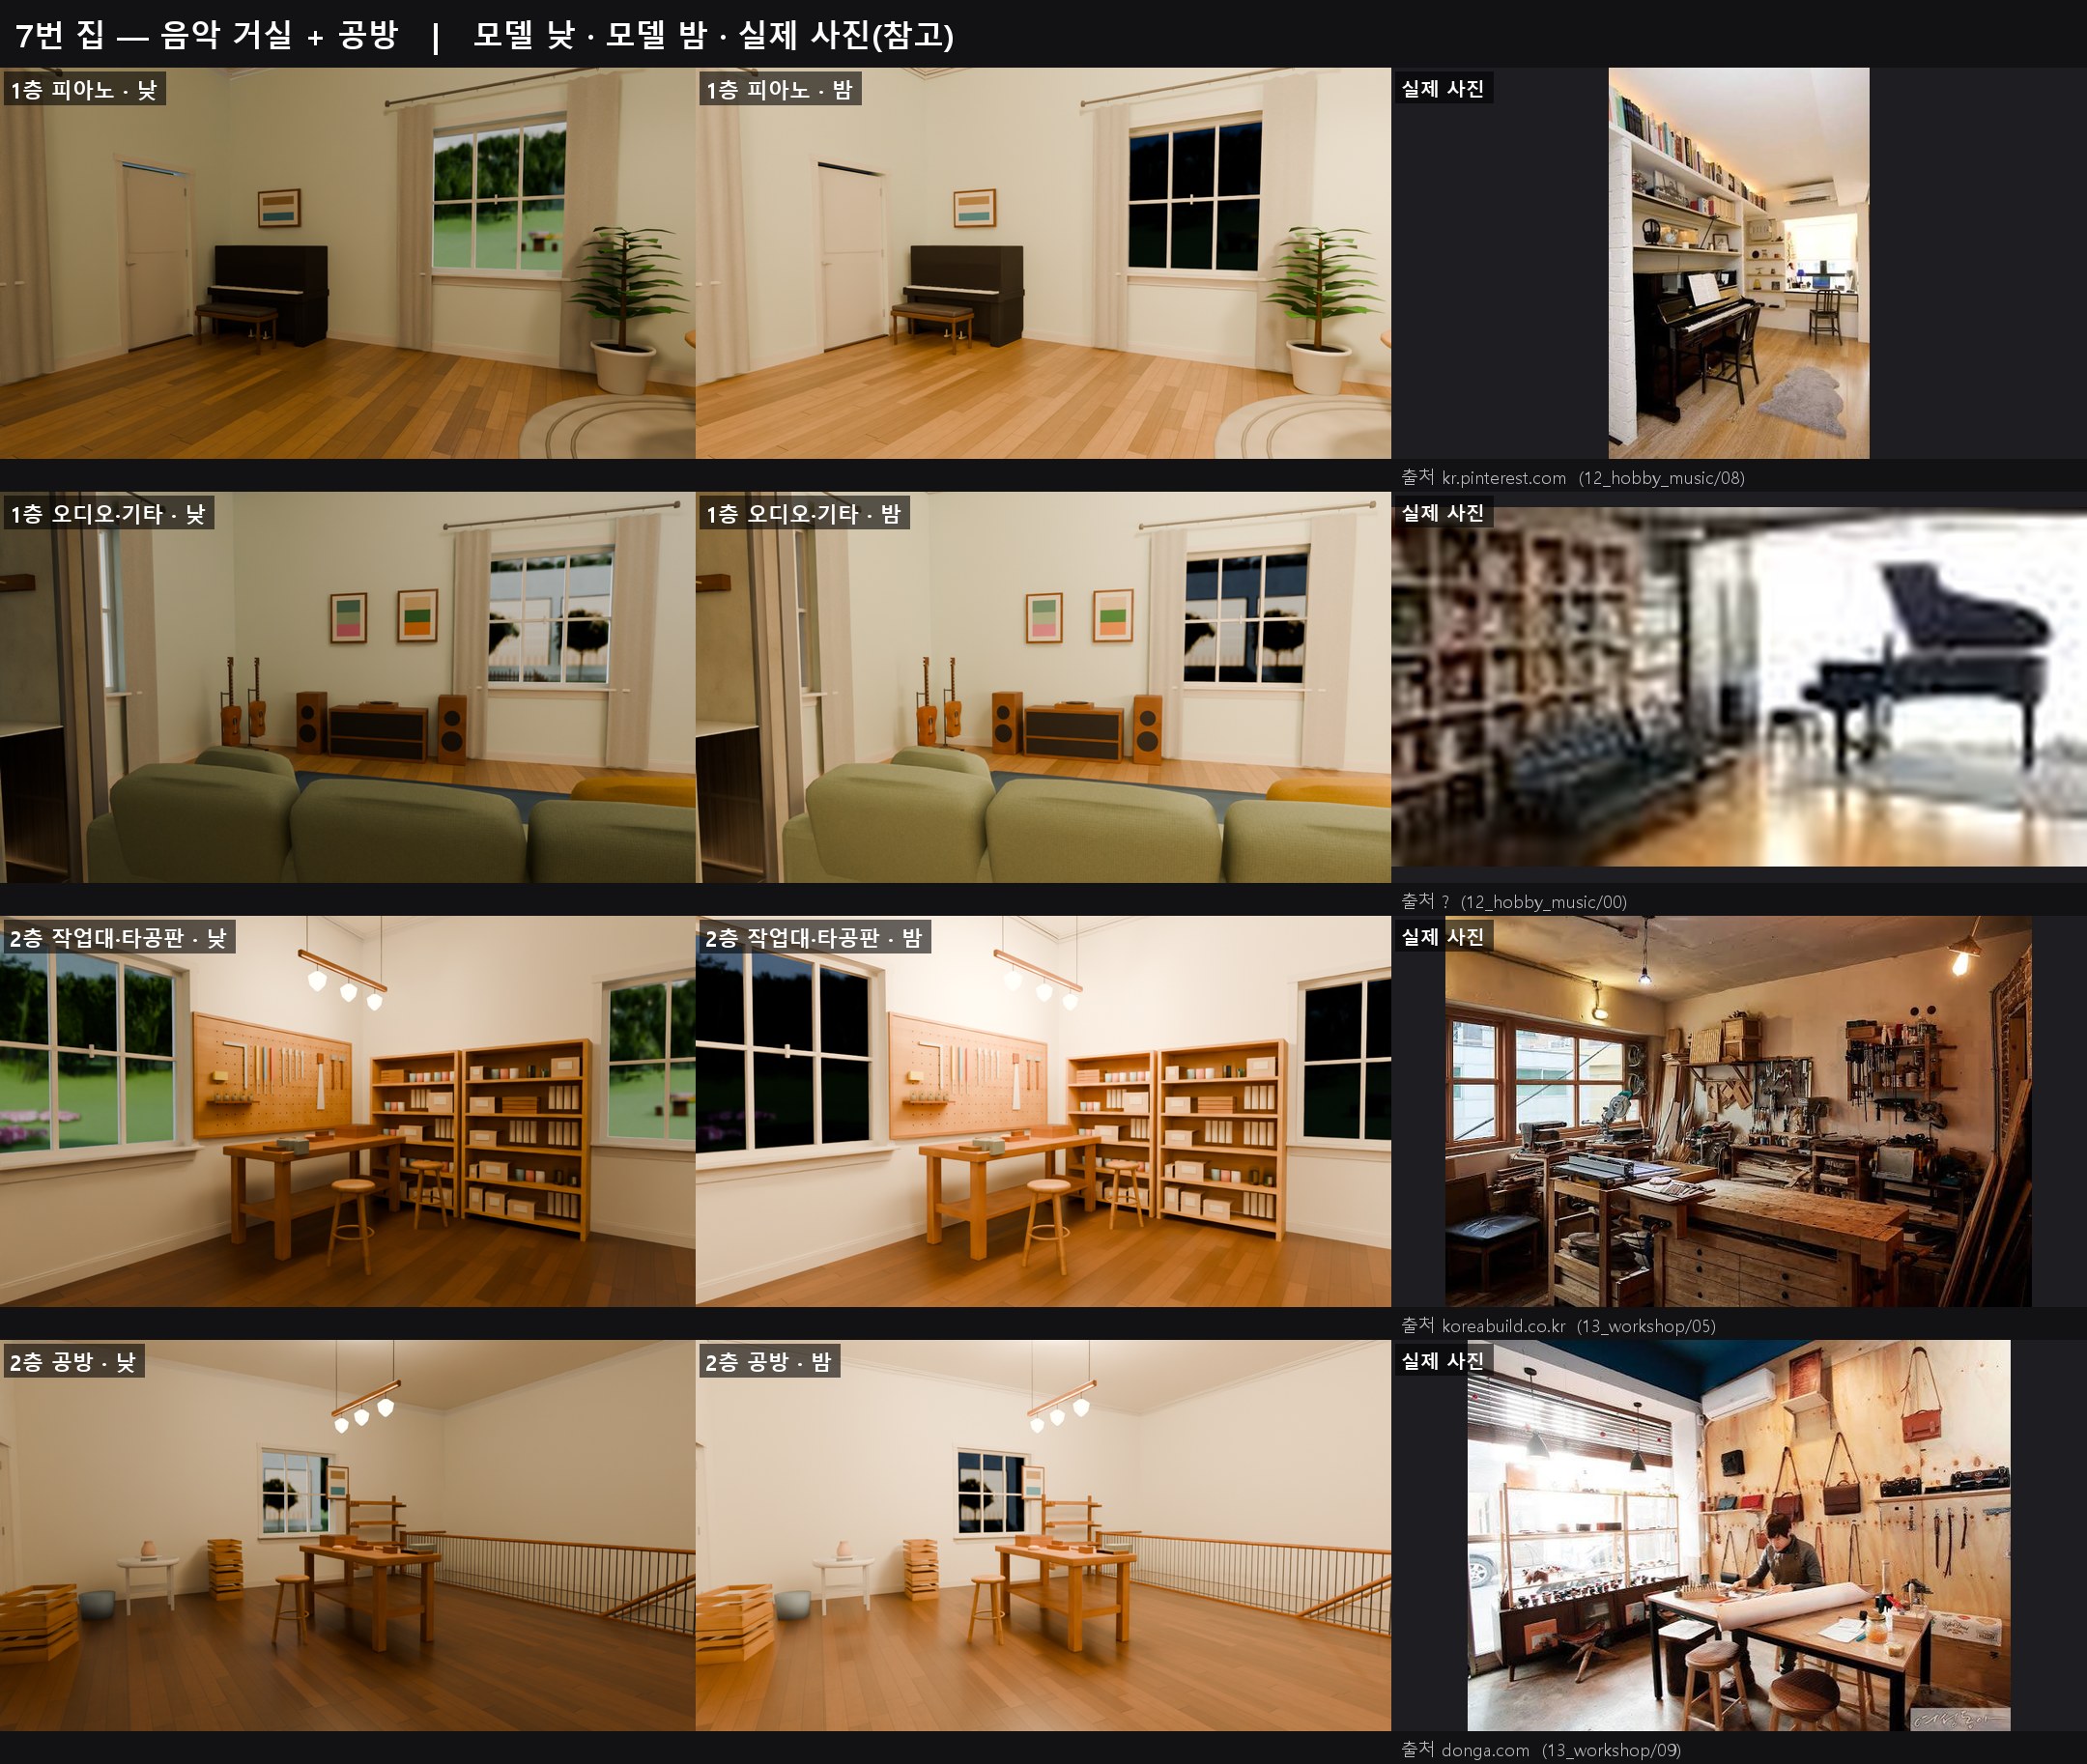 7번 집 — 음악 거실 + 공방 | 모델 낮 · 모델 밤 · 실제 사진(참고)
1층 피아노 · 낮
1층 피아노 · 밤
실제 사진
출처 kr.pinterest.com (12_hobby_music/08)
1층 오디오·기타 · 낮
1층 오디오·기타 · 밤
실제 사진
출처 ? (12_hobby_music/00)
2층 작업대·타공판 · 낮
2층 작업대·타공판 · 밤
실제 사진
출처 koreabuild.co.kr (13_workshop/05)
2층 공방 · 낮
2층 공방 · 밤
실제 사진
여성동아
출처 donga.com (13_workshop/09)